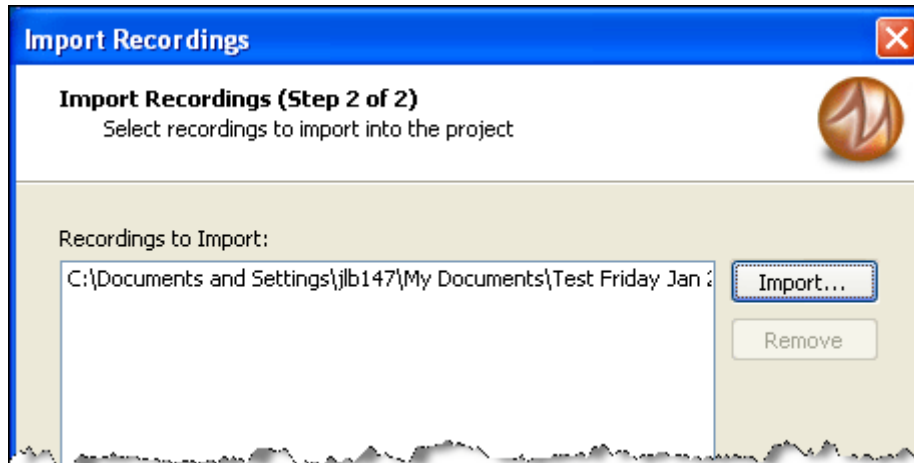 Import Recordings
Import Recordings (Step 2 of 2)
Select recordings to import into the project
Recordings to Import:
C:\Documents and Settings\jlb147\My Documents\Test Friday Jan
Import...
Remove